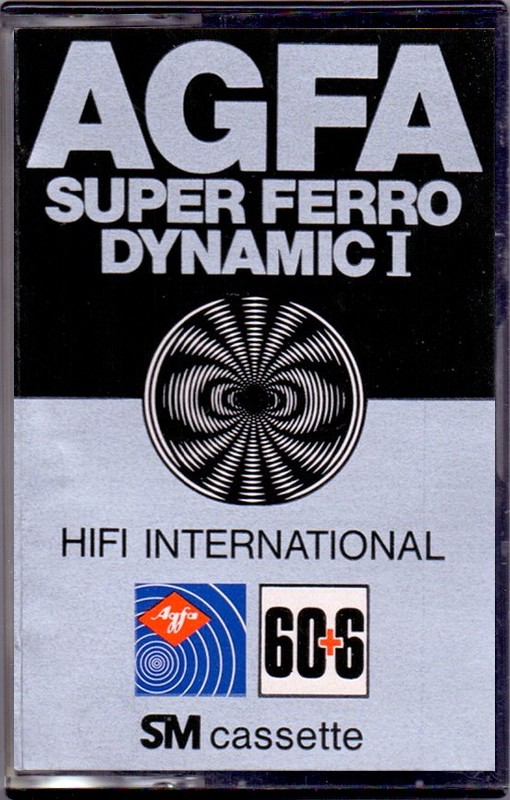 AGFA
SUPER FERRO
DYNAMIC I
HIFI INTERNATIONAL
Agfa
60+6
SM cassette